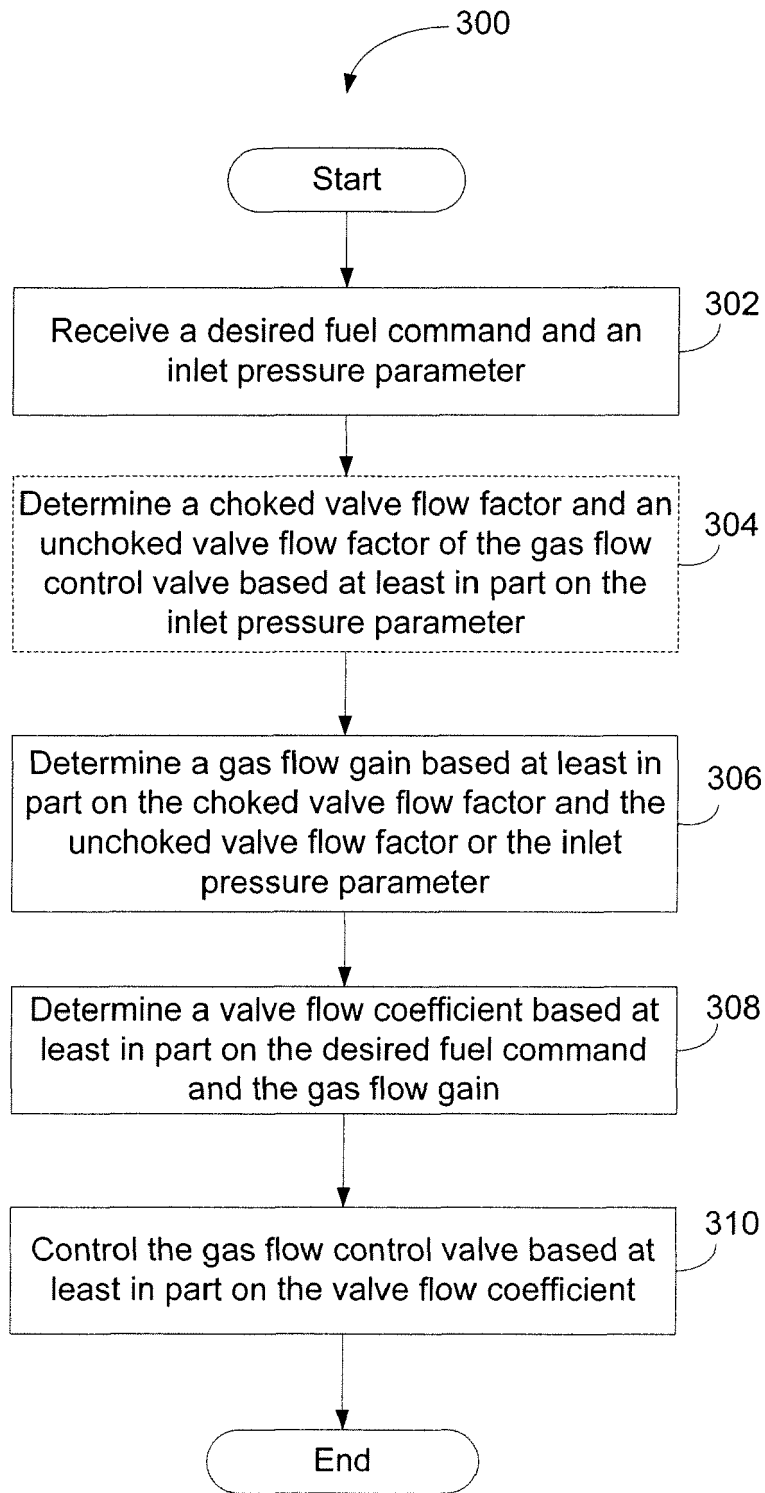 300
Start
302
Receive a desired fuel command and an
inlet pressure parameter
Determine a choked valve flow factor and an
unchoked valve flow factor of the gas flow
control valve based at least in part on the
inlet pressure parameter
304
Determine a gas flow gain based at least in
part on the choked valve flow factor and the
unchoked valve flow factor or the inlet
pressure parameter
306
Determine a valve flow coefficient based at
least in part on the desired fuel command
and the gas flow gain
308
Control the gas flow control valve based at
least in part on the valve flow coefficient
310
End